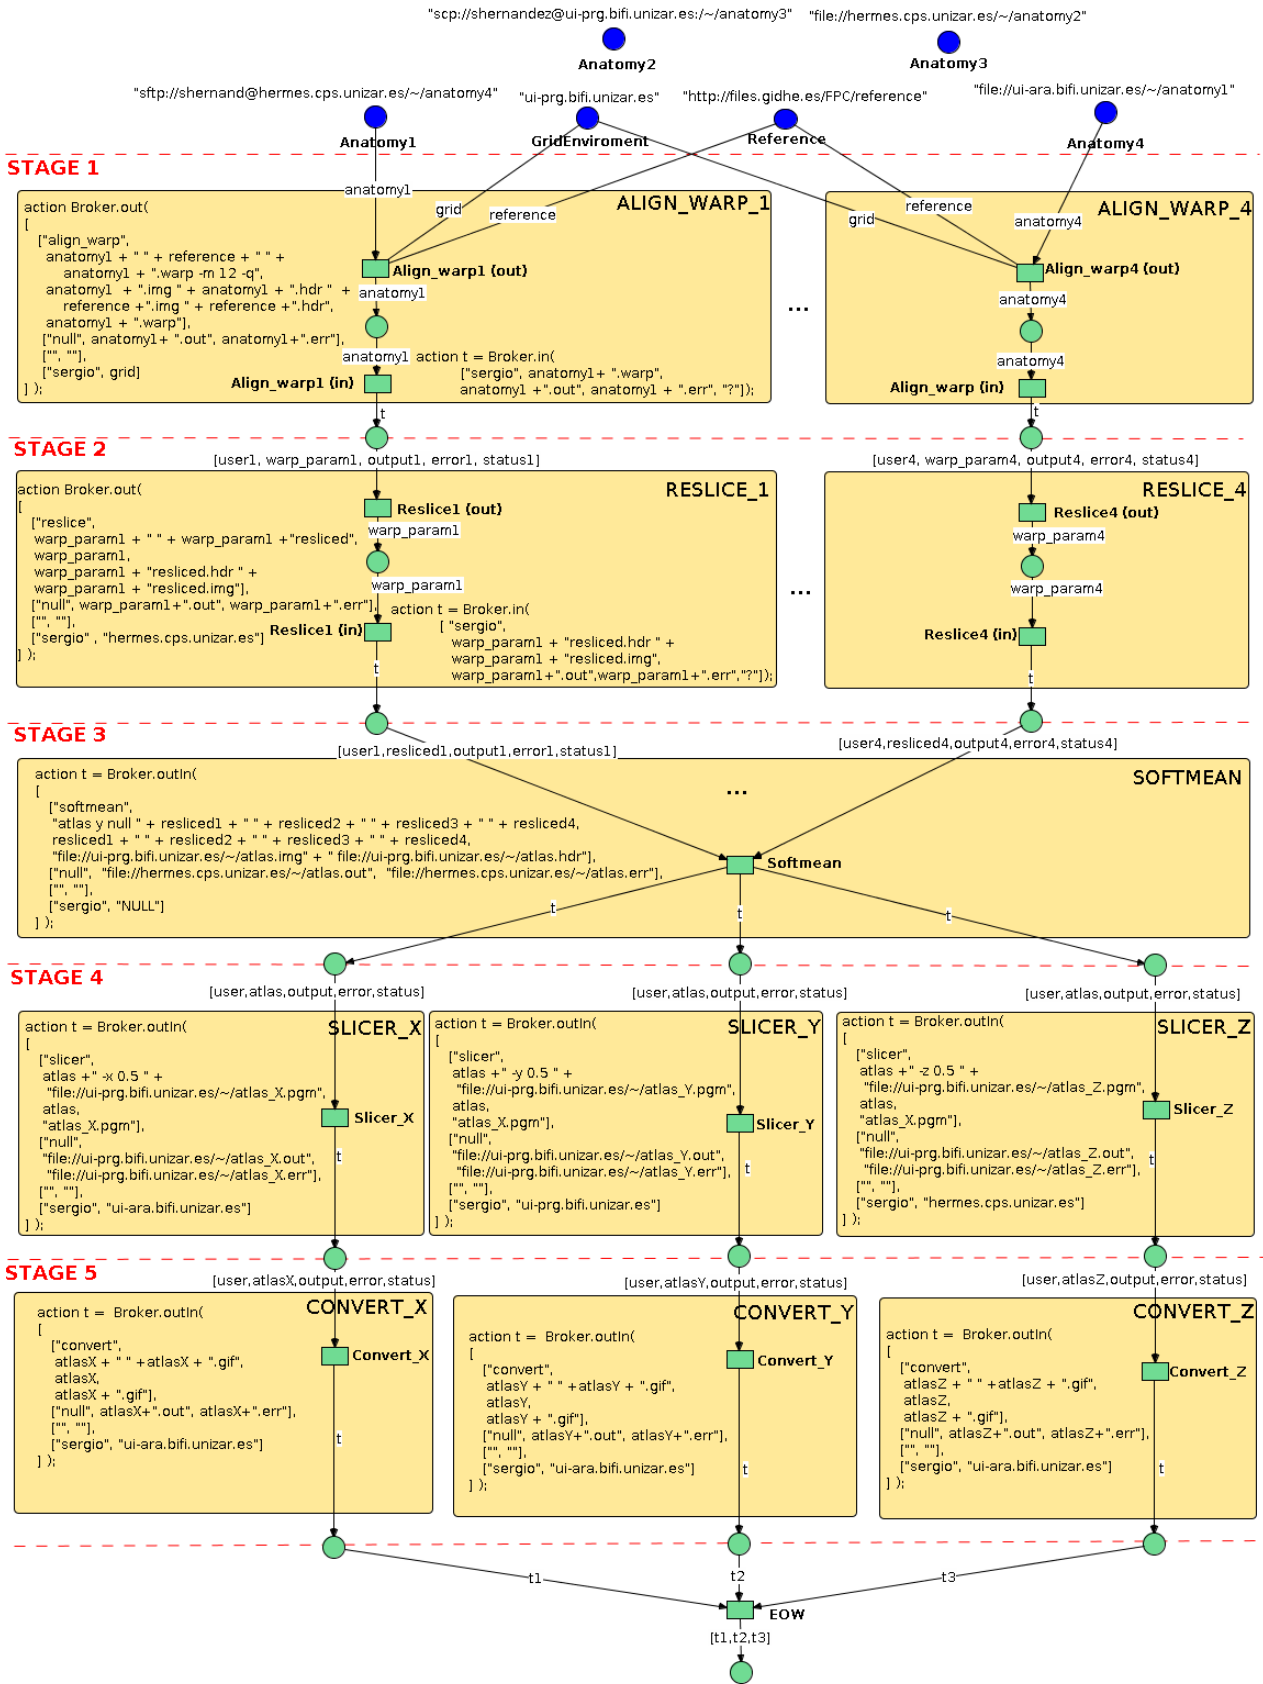 "scp://shernandez@ui-prg.bifi.unizar.es:/~/anatomy3"
"file://hermes.cps.unizar.es/~/anatomy2"
Anatomy2
Anatomy3
"sftp://shernand@hermes.cps.unizar.es/~/anatomy4"
"ui-prg.bifi.unizar.es"
"http://files.gidhe.es/FPC/reference"
"file://ui-ara.bifi.unizar.es/~/anatomy1"
Anatomy1
GridEnviroment
Reference
Anatomy4
STAGE 1
anatomy1
grid
reference
grid
reference
anatomy4
ALIGN_WARP_1
action Broker.out(
[
["align_warp",
anatomy1 + " " + reference + " " +
anatomy1 + ".warp -m 12 -q",
anatomy1 + ".img " + anatomy1 + ".hdr " +
reference +".img " + reference +".hdr",
anatomy1 + ".warp"],
["null", anatomy1+ ".out", anatomy1+".err"],
["", ""],
["sergio", grid]
] );
Align_warp1 (out)
anatomy1
anatomy1
Align_warp1 (in)
action t = Broker.in(
["sergio", anatomy1+ ".warp",
anatomy1 +".out", anatomy1 + ".err", "?"]);
t
...
ALIGN_WARP_4
Align_warp4 (out)
anatomy4
anatomy4
Align_warp (in)
t
STAGE 2
[user1, warp_param1, output1, error1, status1]
[user4, warp_param4, output4, error4, status4]
RESLICE_1
action Broker.out(
[
["reslice",
warp_param1 + " " + warp_param1 +"resliced",
warp_param1,
warp_param1 + "resliced.hdr " +
warp_param1 + "resliced.img"],
["null", warp_param1+".out", warp_param1+".err"],
["", ""],
["sergio" , "hermes.cps.unizar.es"]
] );
Reslice1 (out)
warp_param1
warp_param1
Reslice1 (in)
action t = Broker.in(
[ "sergio",
warp_param1 + "resliced.hdr " +
warp_param1 + "resliced.img",
warp_param1+".out",warp_param1+".err","?"]);
t
...
RESLICE_4
Reslice4 (out)
warp_param4
warp_param4
Reslice4 (in)
t
STAGE 3
[user1,resliced1,output1,error1,status1]
[user4,resliced4,output4,error4,status4]
SOFTMEAN
action t = Broker.outIn(
[
["softmean",
"atlas y null " + resliced1 + " " + resliced2 + " " + resliced3 + " " + resliced4,
resliced1 + " " + resliced2 + " " + resliced3 + " " + resliced4,
"file://ui-prg.bifi.unizar.es/~/atlas.img" + " file://ui-prg.bifi.unizar.es/~/atlas.hdr"],
["null", "file://hermes.cps.unizar.es/~/atlas.out", "file://hermes.cps.unizar.es/~/atlas.err"],
["", ""],
["sergio", "NULL"]
] );
...
Softmean
t
t
t
STAGE 4
[user,atlas,output,error,status]
[user,atlas,output,error,status]
[user,atlas,output,error,status]
SLICER_X
action t = Broker.outIn(
[
["slicer",
atlas +" -x 0.5 " +
"file://ui-prg.bifi.unizar.es/~/atlas_X.pgm",
atlas,
"atlas_X.pgm"],
["null",
"file://ui-prg.bifi.unizar.es/~/atlas_X.out",
"file://ui-prg.bifi.unizar.es/~/atlas_X.err"],
["", ""],
["sergio", "ui-ara.bifi.unizar.es"]
] );
Slicer_X
t
SLICER_Y
action t = Broker.outIn(
[
["slicer",
atlas +" -y 0.5 " +
"file://ui-prg.bifi.unizar.es/~/atlas_Y.pgm",
atlas,
"atlas_Y.pgm"],
["null",
"file://ui-prg.bifi.unizar.es/~/atlas_Y.out",
"file://ui-prg.bifi.unizar.es/~/atlas_Y.err"],
["", ""],
["sergio", "ui-prg.bifi.unizar.es"]
] );
Slicer_Y
t
SLICER_Z
action t = Broker.outIn(
[
["slicer",
atlas +" -z 0.5 " +
"file://ui-prg.bifi.unizar.es/~/atlas_Z.pgm",
atlas,
"atlas_X.pgm"],
["null",
"file://ui-prg.bifi.unizar.es/~/atlas_Z.out",
"file://ui-prg.bifi.unizar.es/~/atlas_Z.err"],
["", ""],
["sergio", "hermes.cps.unizar.es"]
] );
Slicer_Z
t
STAGE 5
[user,atlasX,output,error,status]
[user,atlasY,output,error,status]
[user,atlasZ,output,error,status]
CONVERT_X
action t = Broker.outIn(
[
["convert",
atlasX + " " +atlasX + ".gif",
atlasX,
atlasX + ".gif"],
["null", atlasX+".out", atlasX+".err"],
["", ""],
["sergio", "ui-ara.bifi.unizar.es"]
] );
Convert_X
t
CONVERT_Y
action t = Broker.outIn(
[
["convert",
atlasY + " " +atlasY + ".gif",
atlasY,
atlasY + ".gif"],
["null", atlasY+".out", atlasY+".err"],
["", ""],
["sergio", "ui-ara.bifi.unizar.es"]
] );
Convert_Y
t
CONVERT_Z
action t = Broker.outIn(
[
["convert",
atlasZ + " " +atlasZ + ".gif",
atlasZ,
atlasZ + ".gif"],
["null", atlasZ+".out", atlasZ+".err"],
["", ""],
["sergio", "ui-ara.bifi.unizar.es"]
] );
Convert_Z
t
t1
t2
t3
EOW
[t1,t2,t3]